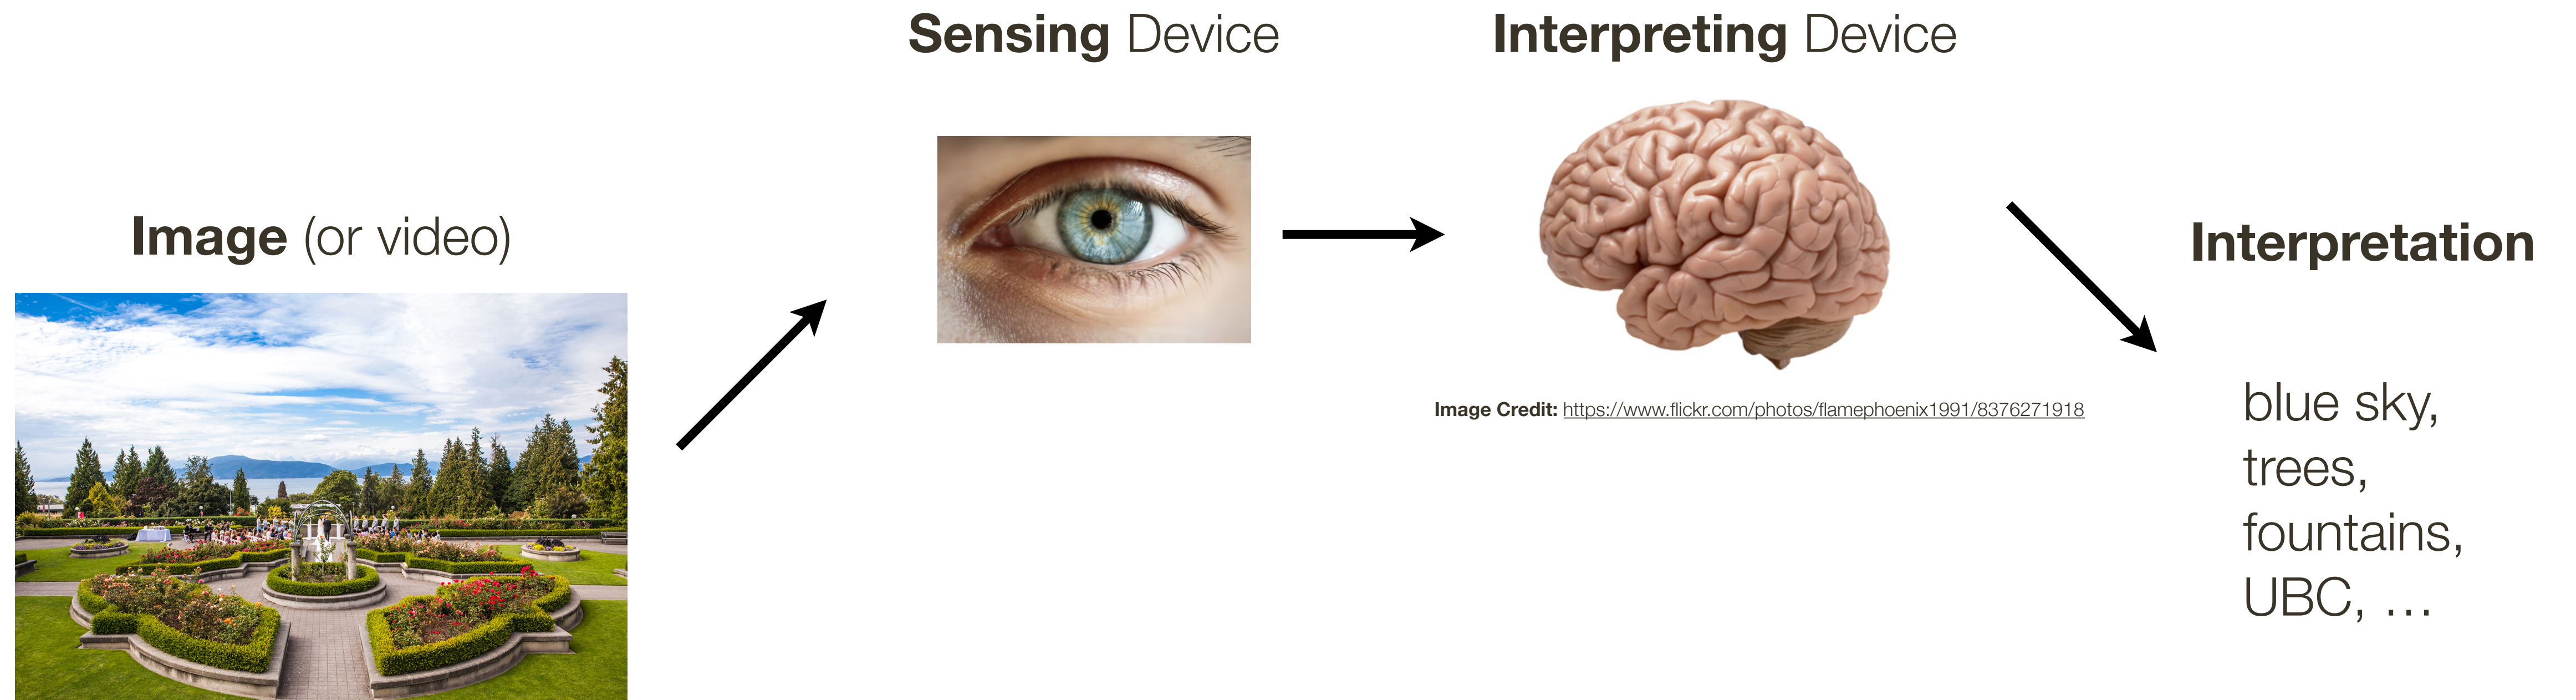 Sensing Device
Interpreting Device
Image (or video)
Interpretation
Image Credit: https://www.flickr.com/photos/flamephoenix1991/8376271918
blue sky,
trees,
fountains,
UBC, …